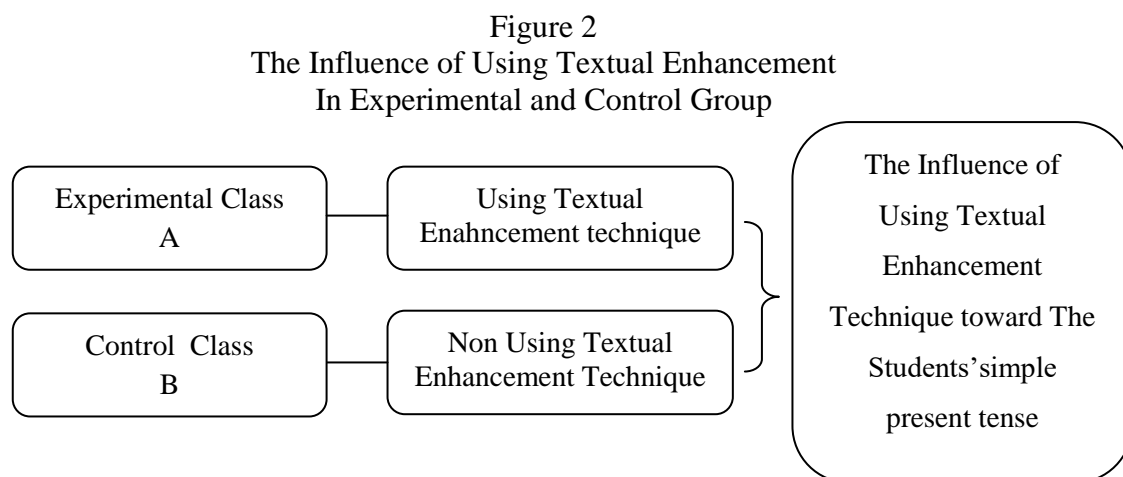 Figure 2
The Influence of Using Textual Enhancement
In Experimental and Control Group
Experimental Class
A
Using Textual
Enahncement technique
Control  Class
B
Non Using Textual
Enhancement Technique
The Influence of
Using Textual
Enhancement
Technique toward The
Students’simple
present tense